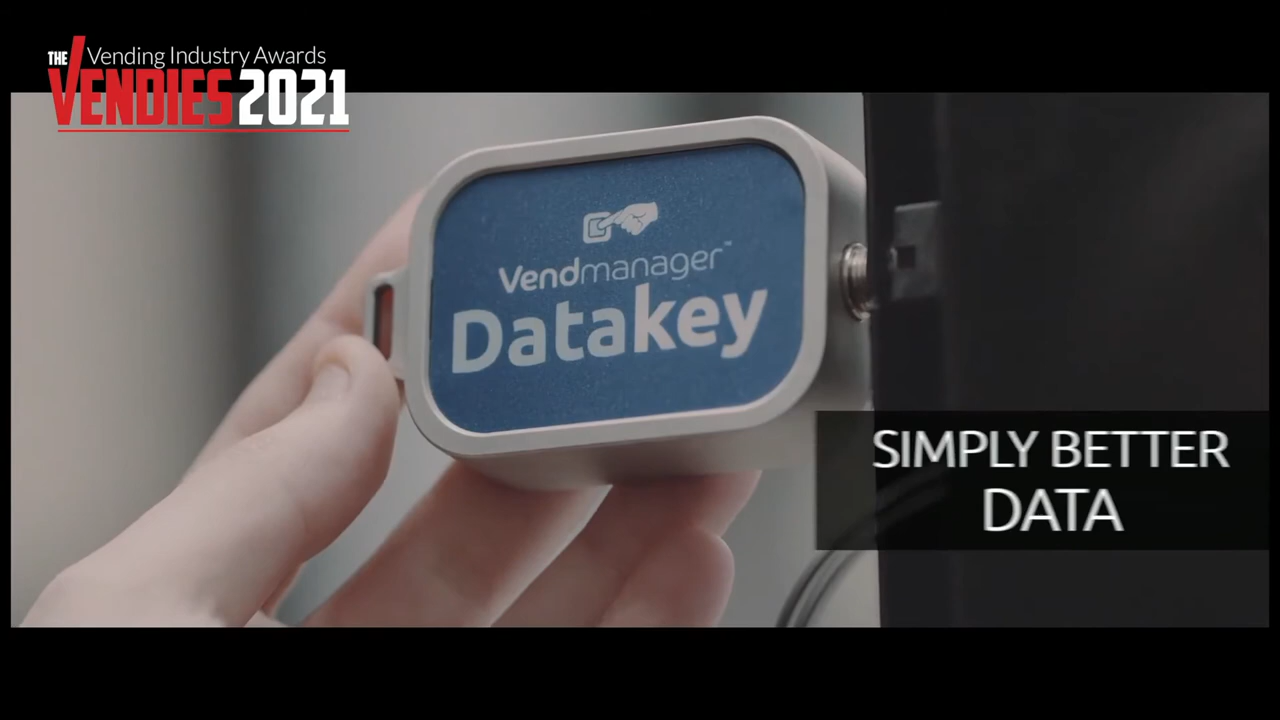 THE Vending Industry Awards
VENDIES 2021
Vendmanager™
Datakey
SIMPLY BETTER
DATA